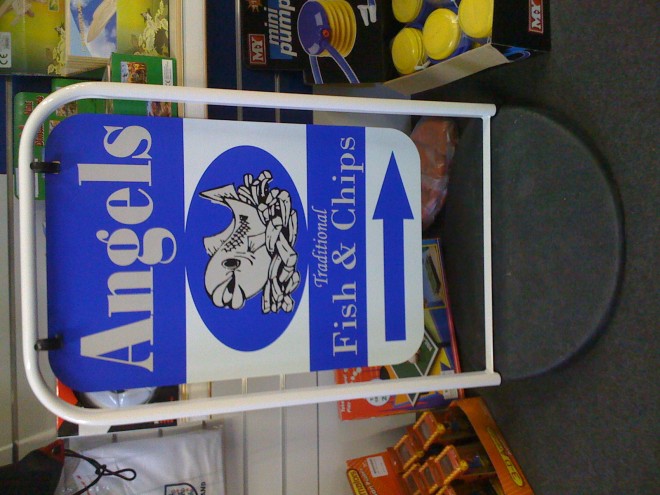 Angels
Traditional
Fish & Chips
mini
pump
M.Y
M.Y